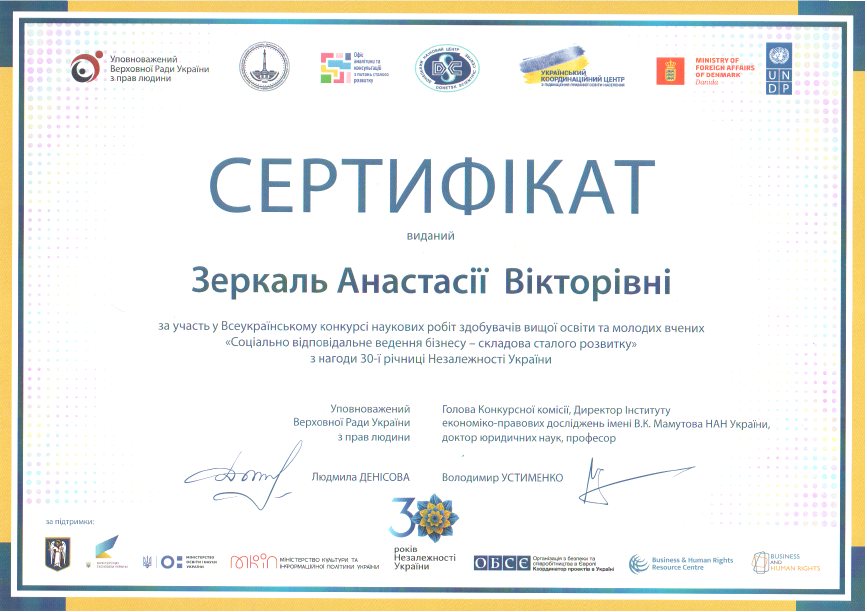 Уповноважений
Верховної Ради України
з прав людини
Офіс
аналітики та
консультацій
з питань сталого
розвитку
УКРАЇНСЬКИЙ
КООРДИНАЦІЙНИЙ ЦЕНТР
З ПІДВИЩЕННЯ ПРАВОВОЇ ОСВІТИ НАСЕЛЕННЯ
MINISTRY OF
FOREIGN AFFAIRS
OF DENMARK
Danida
U N
D P
СЕРТИФІКАТ
виданий
Зеркаль Анастасії Вікторівні
за участь у Всеукраїнському конкурсі наукових робіт здобувачів вищої освіти та молодих вчених
«Соціально відповідальне ведення бізнесу – складова сталого розвитку»
з нагоди 30-ї річниці Незалежності України
Уповноважений
Верховної Ради України
з прав людини
Людмила ДЕНІСОВА
Голова Конкурсної комісії, Директор Інституту
економіко-правових досліджень імені В.К. Мамутова НАН України,
доктор юридичних наук, професор
Володимир УСТИМЕНКО
за підтримки:
МІНІСТЕРСТВО
ОСВІТИ І НАУКИ
УКРАЇНИ
МКІП
МІНІСТЕРСТВО КУЛЬТУРИ ТА
ІНФОРМАЦІЙНОЇ ПОЛІТИКИ УКРАЇНИ
30
років
Незалежності
України
ОБСЄ
Організація з безпеки та
співробітництва в Європі
Координатор проектів в Україні
Business & Human Rights
Resource Centre
BUSINESS
AND
HUMAN RIGHTS